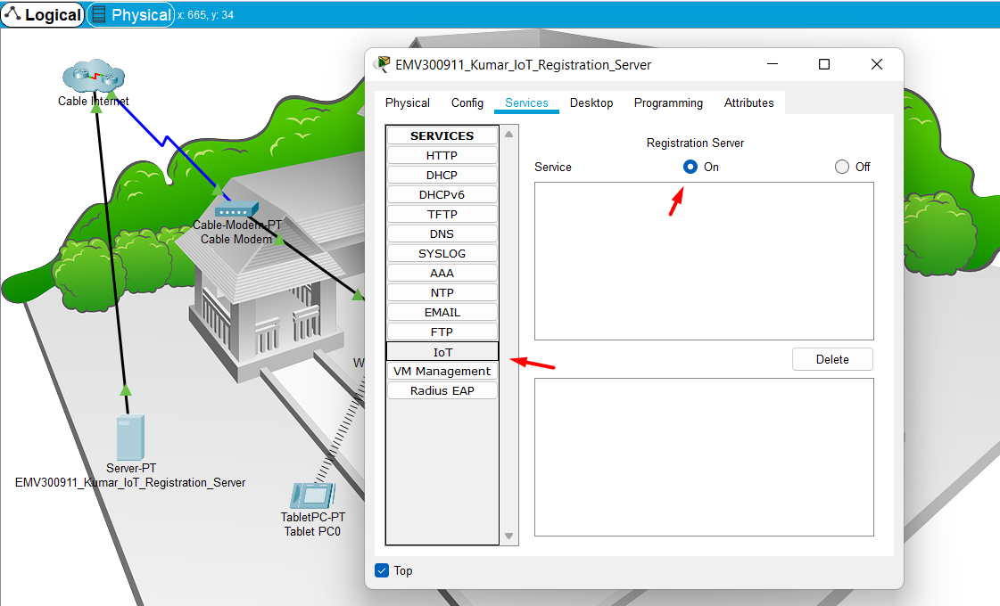 Logical
Physical
x: 665, y: 34
Cable Internet
Cable-Modem-PT
Cable Modem
W
Server-PT
EMV300911_Kumar_IoT_Registration_Server
TabletPC-PT
Tablet PC0
EMV300911_Kumar_IoT_Registration_Server
Physical Config Services Desktop Programming Attributes
SERVICES
HTTP
DHCP
DHCPv6
TFTP
DNS
SYSLOG
AAA
NTP
EMAIL
FTP
IoT
VM Management
Radius EAP
Registration Server
Service On Off
Delete
Top